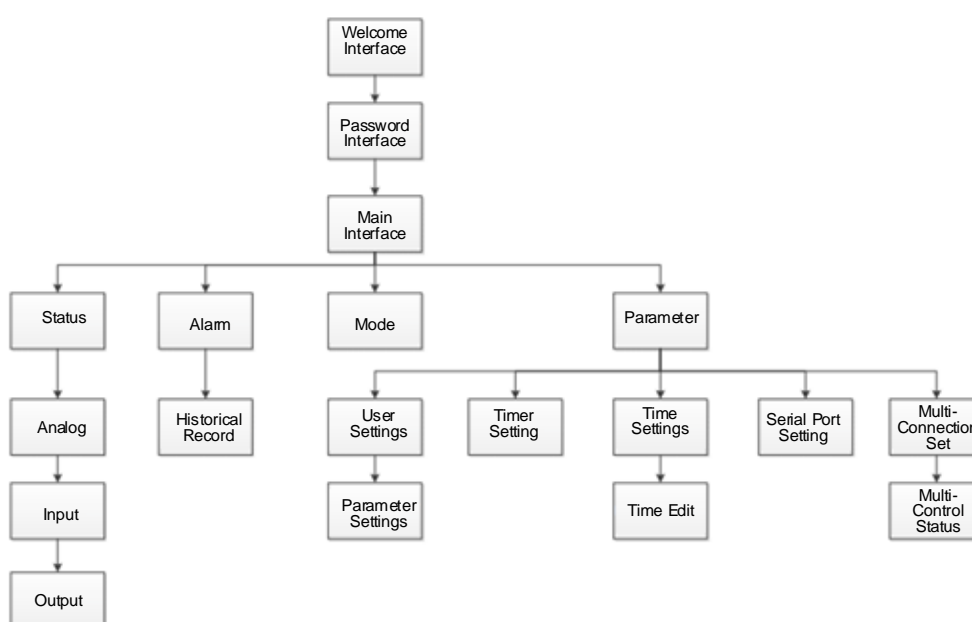 Welcome
Interface
Password
Interface
Main
Interface
Status
Alarm
Mode
Parameter
Analog
Historical
Record
User
Settings
Timer
Setting
Time
Settings
Serial Port
Setting
Multi-
Connection
Set
Input
Parameter
Settings
Time Edit
Multi-
Control
Status
Output